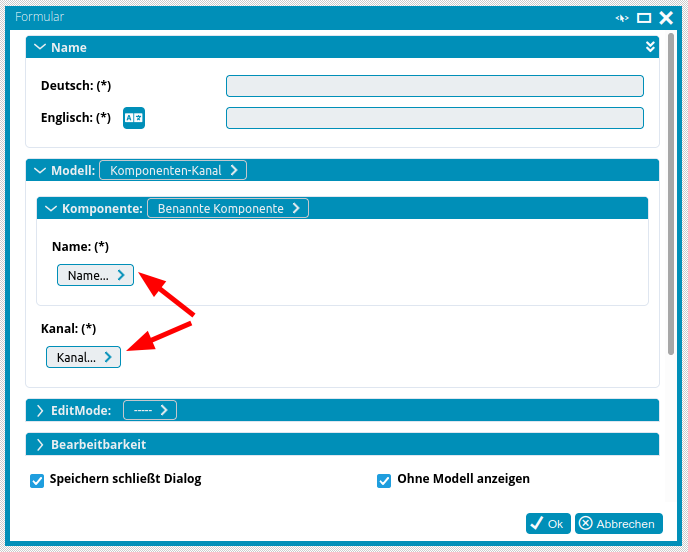 Formular
Name
Deutsch: (*)
Englisch: (*)
Modell: Komponenten-Kanal
Komponente: Benannte Komponente
Name: (*)
Name...
Kanal: (*)
Kanal...
EditMode: -----
Bearbeitbarkeit
Speichern schließt Dialog Ohne Modell anzeigen
Ok Abbrechen